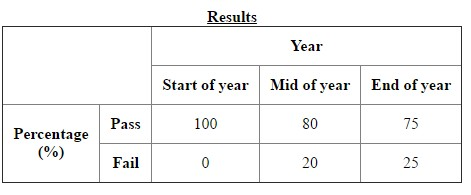 Results
Year
Start of year Mid of year End of year
Percentage
(%)
Pass 100 80 75
Fail 0 20 25